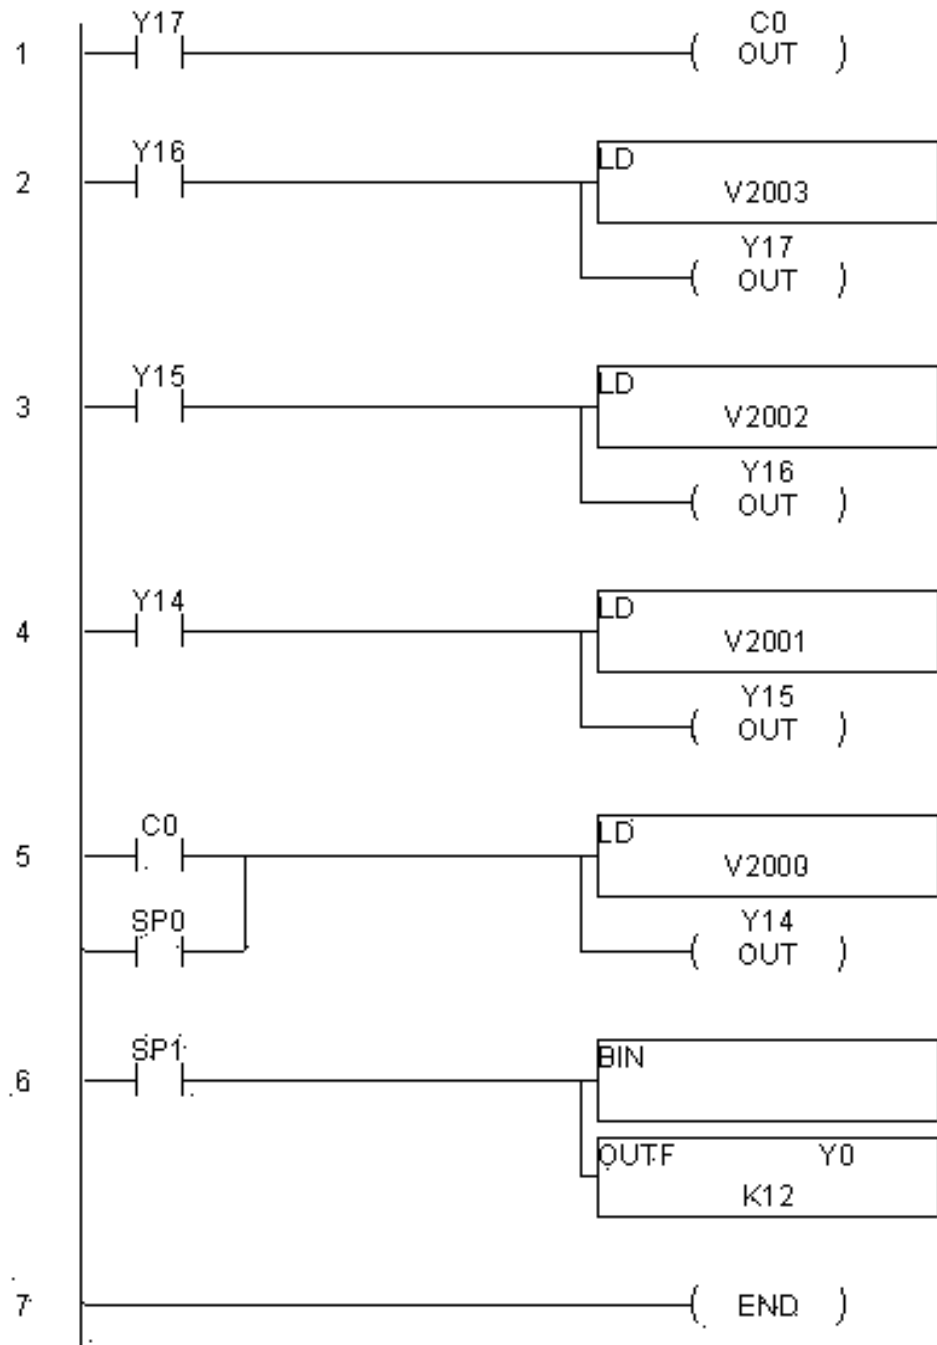 Y17
C0
1
OUT
Y16
LD
2
V2003
Y17
OUT
Y15
LD
3
V2002
Y16
OUT
Y14
LD
4
V2001
Y15
OUT
C0
LD
5
V2000
SP0
Y14
OUT
SP1
BIN
6
OUTF Y0
K12
7
END